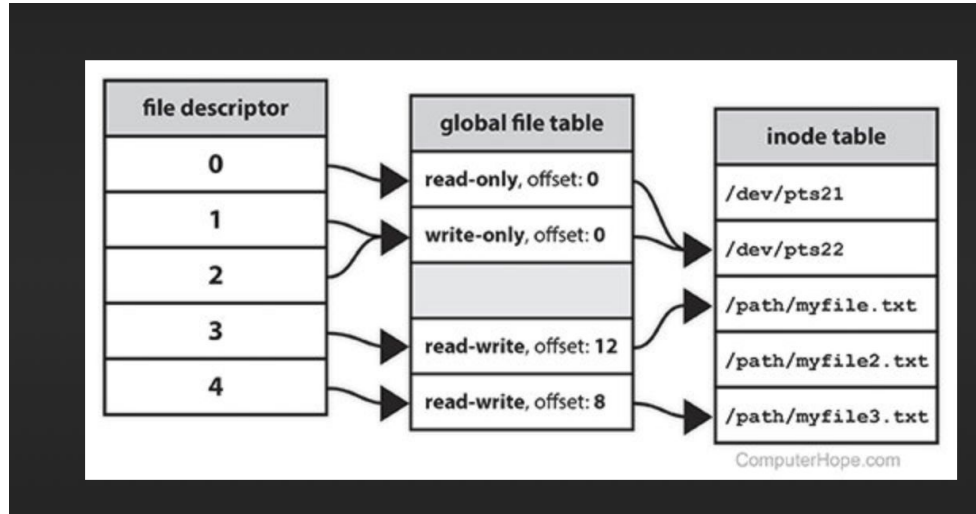 file descriptor
0
1
2
3
4
global file table
read-only, offset: 0
write-only, offset: 0
read-write, offset: 12
read-write, offset: 8
inode table
/dev/pts21
/dev/pts22
/path/myfile.txt
/path/myfile2.txt
/path/myfile3.txt
ComputerHope.com